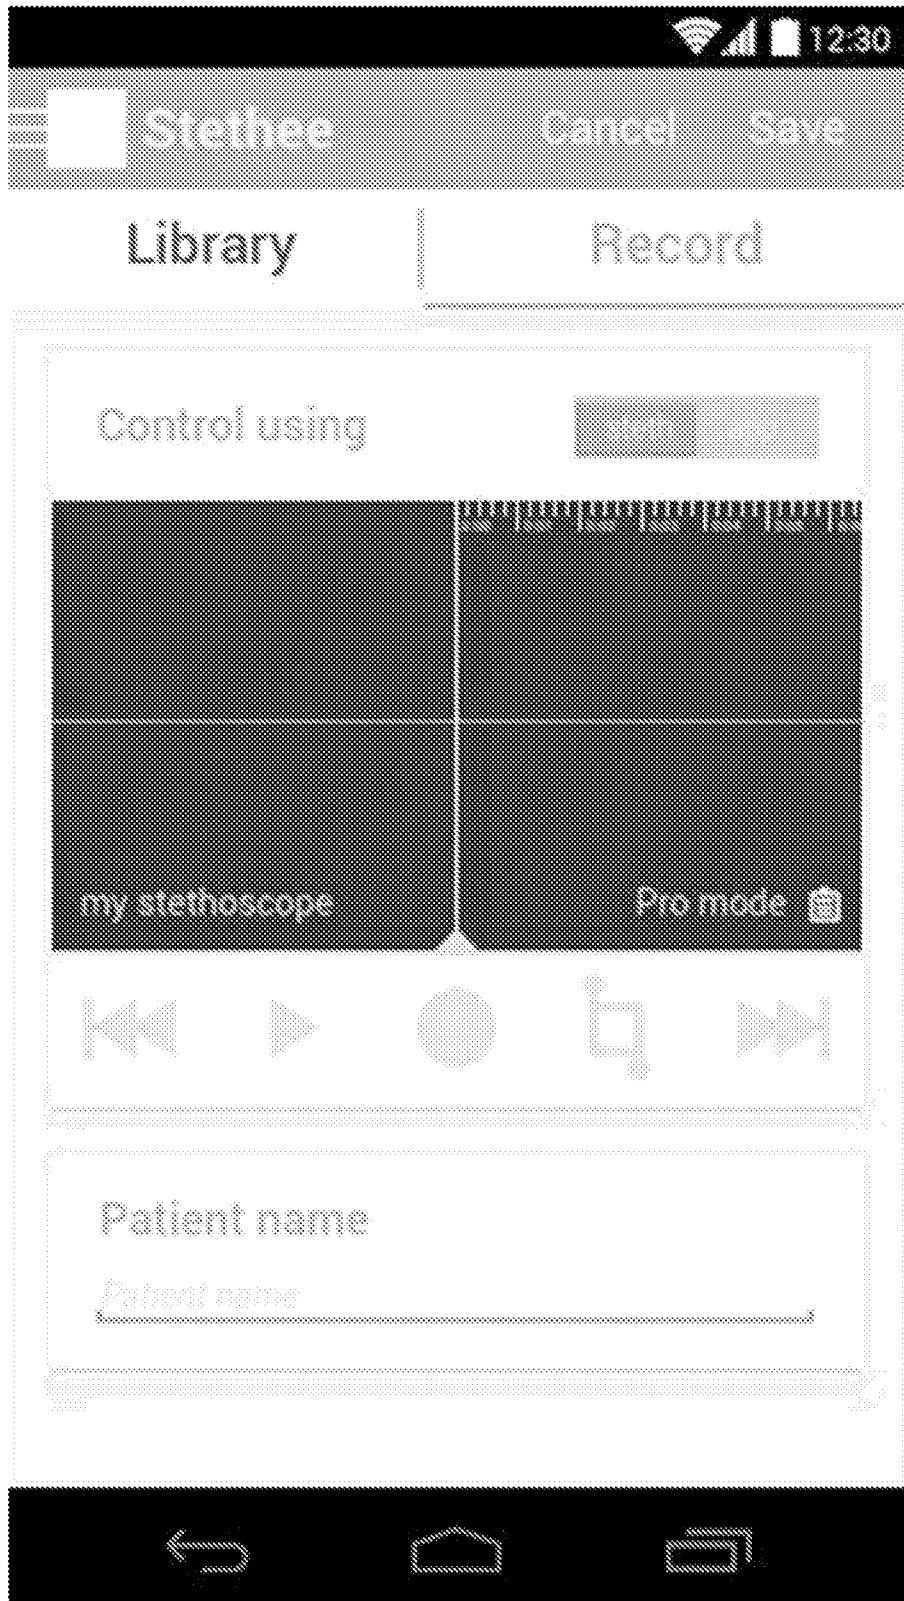 12:30
Stethee Cancel Save
Library Record
Control using
my stethoscope Pro mode
Patient name
Patient name